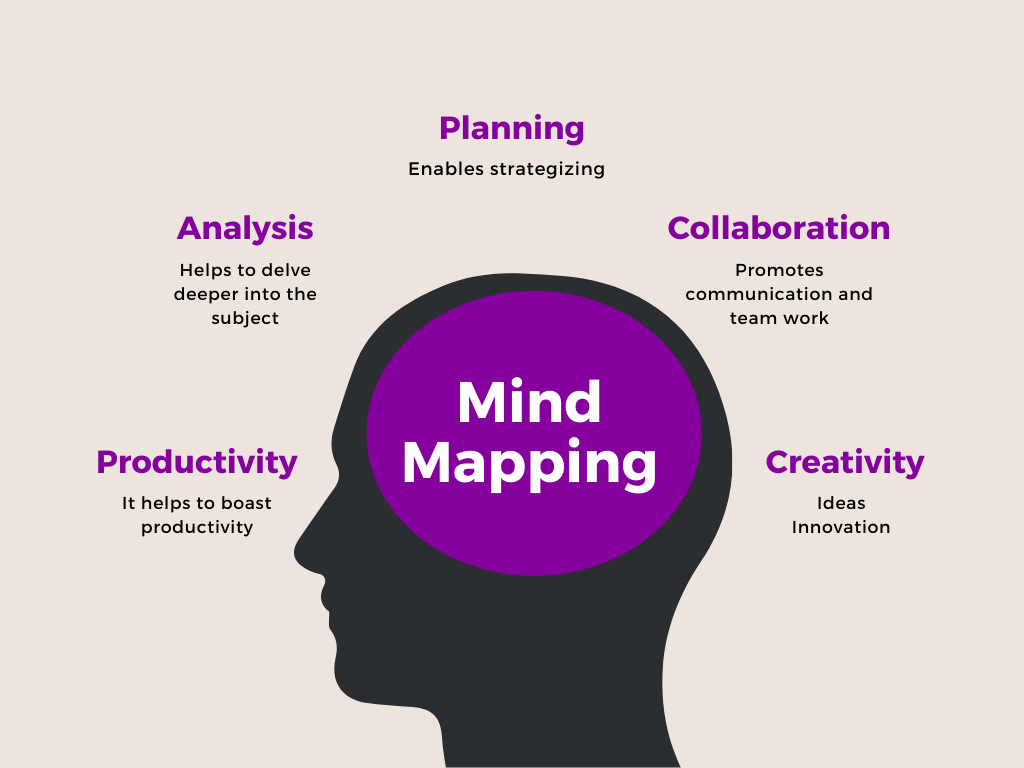 Planning
Enables strategizing
Analysis
Helps to delve
deeper into the
subject
Collaboration
Promotes
communication and
team work
Mind
Mapping
Productivity
It helps to boast
productivity
Creativity
Ideas
Innovation